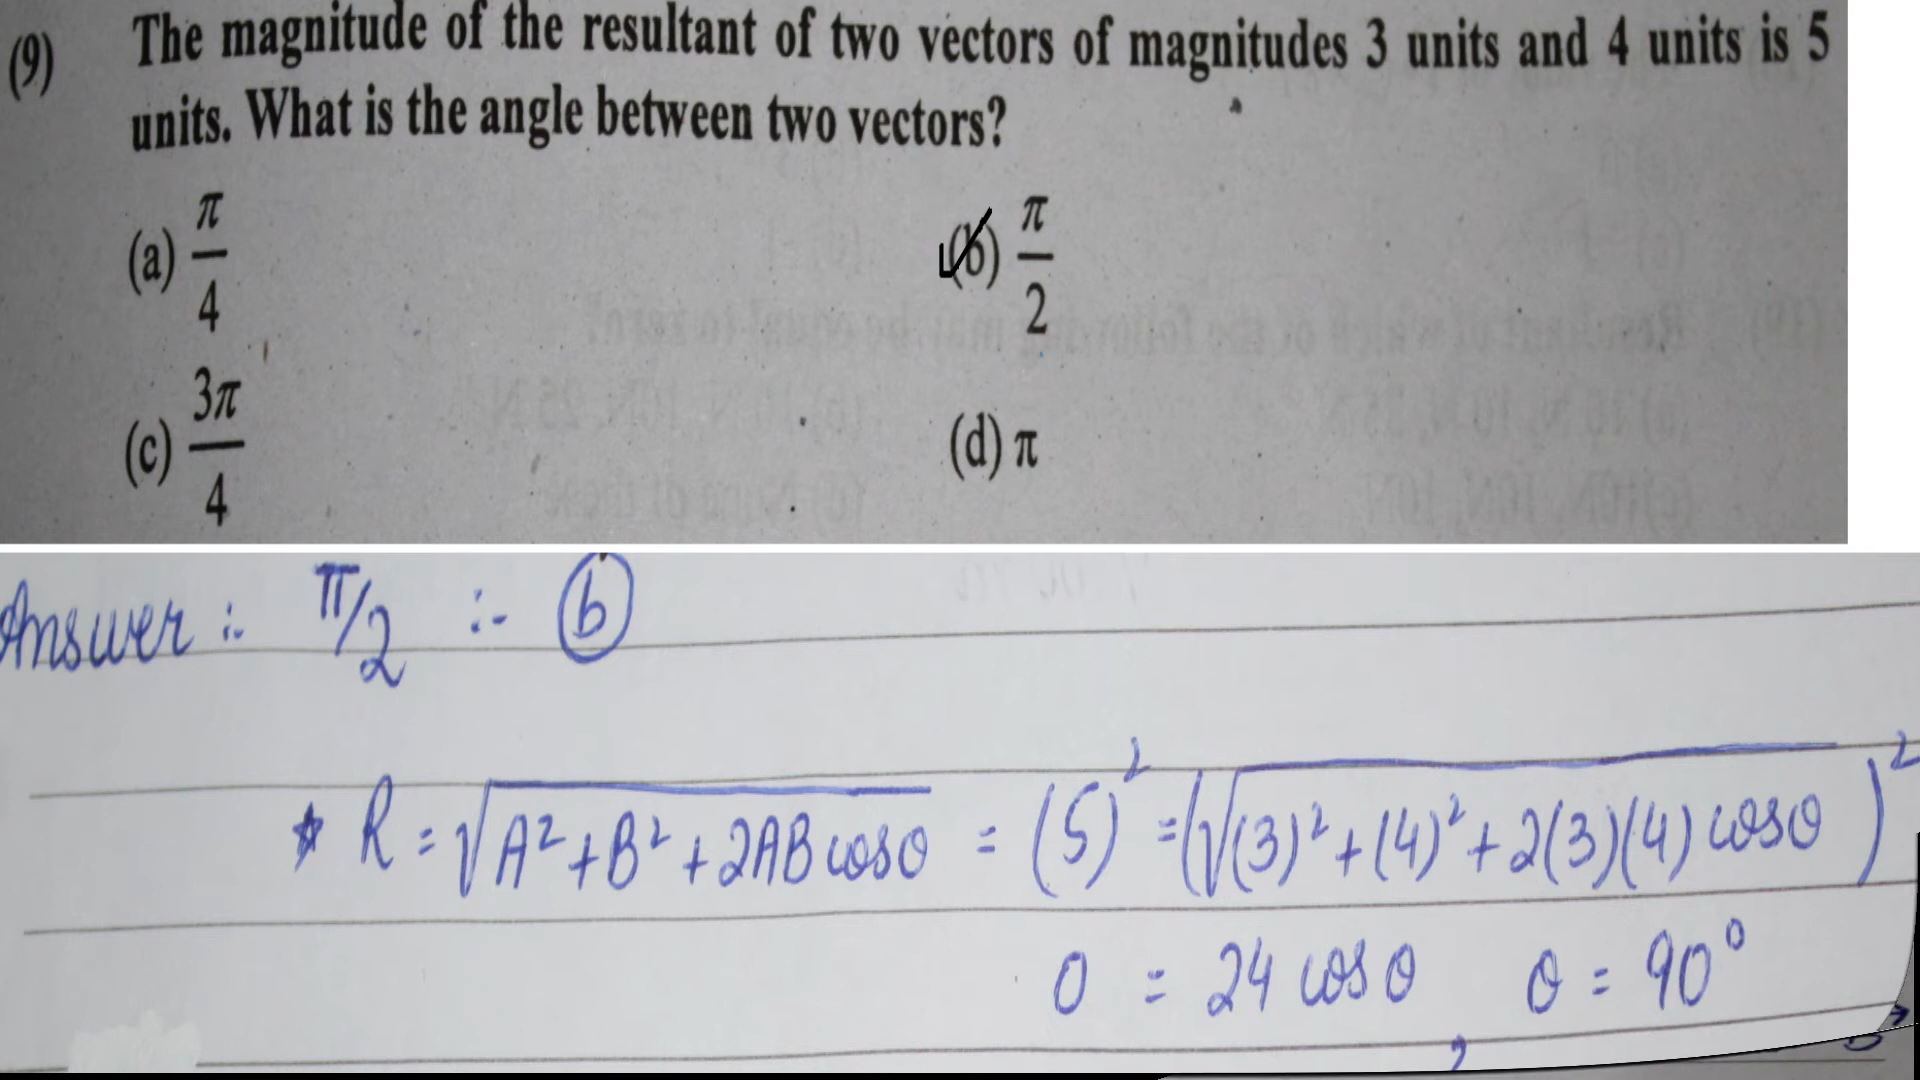 (9) The magnitude of the resultant of two vectors of magnitudes 3 units and 4 units is 5
units. What is the angle between two vectors?
(a) π/4 (b) π/2
(c) 3π/4 (d) π
Answer :- π/2 :- (b)
* R = √(A² + B² + 2AB cosθ) = (5)² = (√((3)² + (4)² + 2(3)(4) cosθ))²
0 = 24 cosθ , θ = 90°